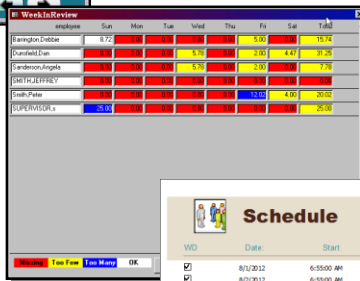 WeekInReview
employee Sun Mon Tue Wed Thu Fri Sat Total
Barrington,Debbie 8.72 0.00 0.00 0.00 0.00 5.00 0.00 15.74
Dunsfield,Dan 0.00 0.00 0.00 5.78 0.00 2.00 4.47 31.25
Sanderson,Angela 0.00 0.00 0.00 5.78 0.00 2.00 0.00 7.78
SMITH,JEFFREY 0.00 0.00 0.00 0.00 0.00 0.00 0.00 0.00
Smith,Peter 0.00 0.00 0.00 0.00 0.00 12.02 4.00 20.02
SUPERVISOR,s 25.00 0.00 0.00 0.00 0.00 0.00 0.00 25.00
Missing Too Few Too Many OK
Schedule
WD Date: Start
8/1/2012 6:55:00 AM
8/2/2012 6:55:00 AM